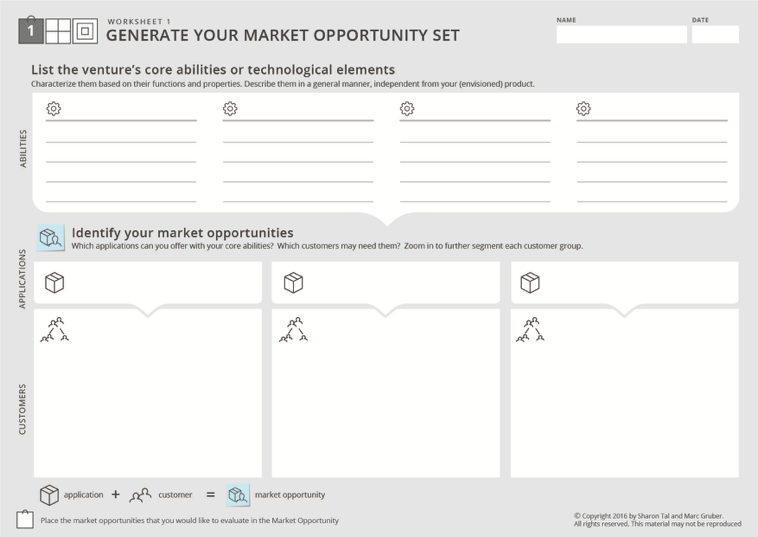 1
WORKSHEET 1
GENERATE YOUR MARKET OPPORTUNITY SET
NAME
DATE
List the venture's core abilities or technological elements
Characterize them based on their functions and properties. Describe them in a general manner, independent from your (envisioned) product.
ABILITIES
Identify your market opportunities
Which applications can you offer with your core abilities? Which customers may need them? Zoom in to further segment each customer group.
APPLICATIONS
CUSTOMERS
application + customer = market opportunity
Place the market opportunities that you would like to evaluate in the Market Opportunity
© Copyright 2016 by Sharon Tal and Marc Gruber.
All rights reserved. This material may not be reproduced